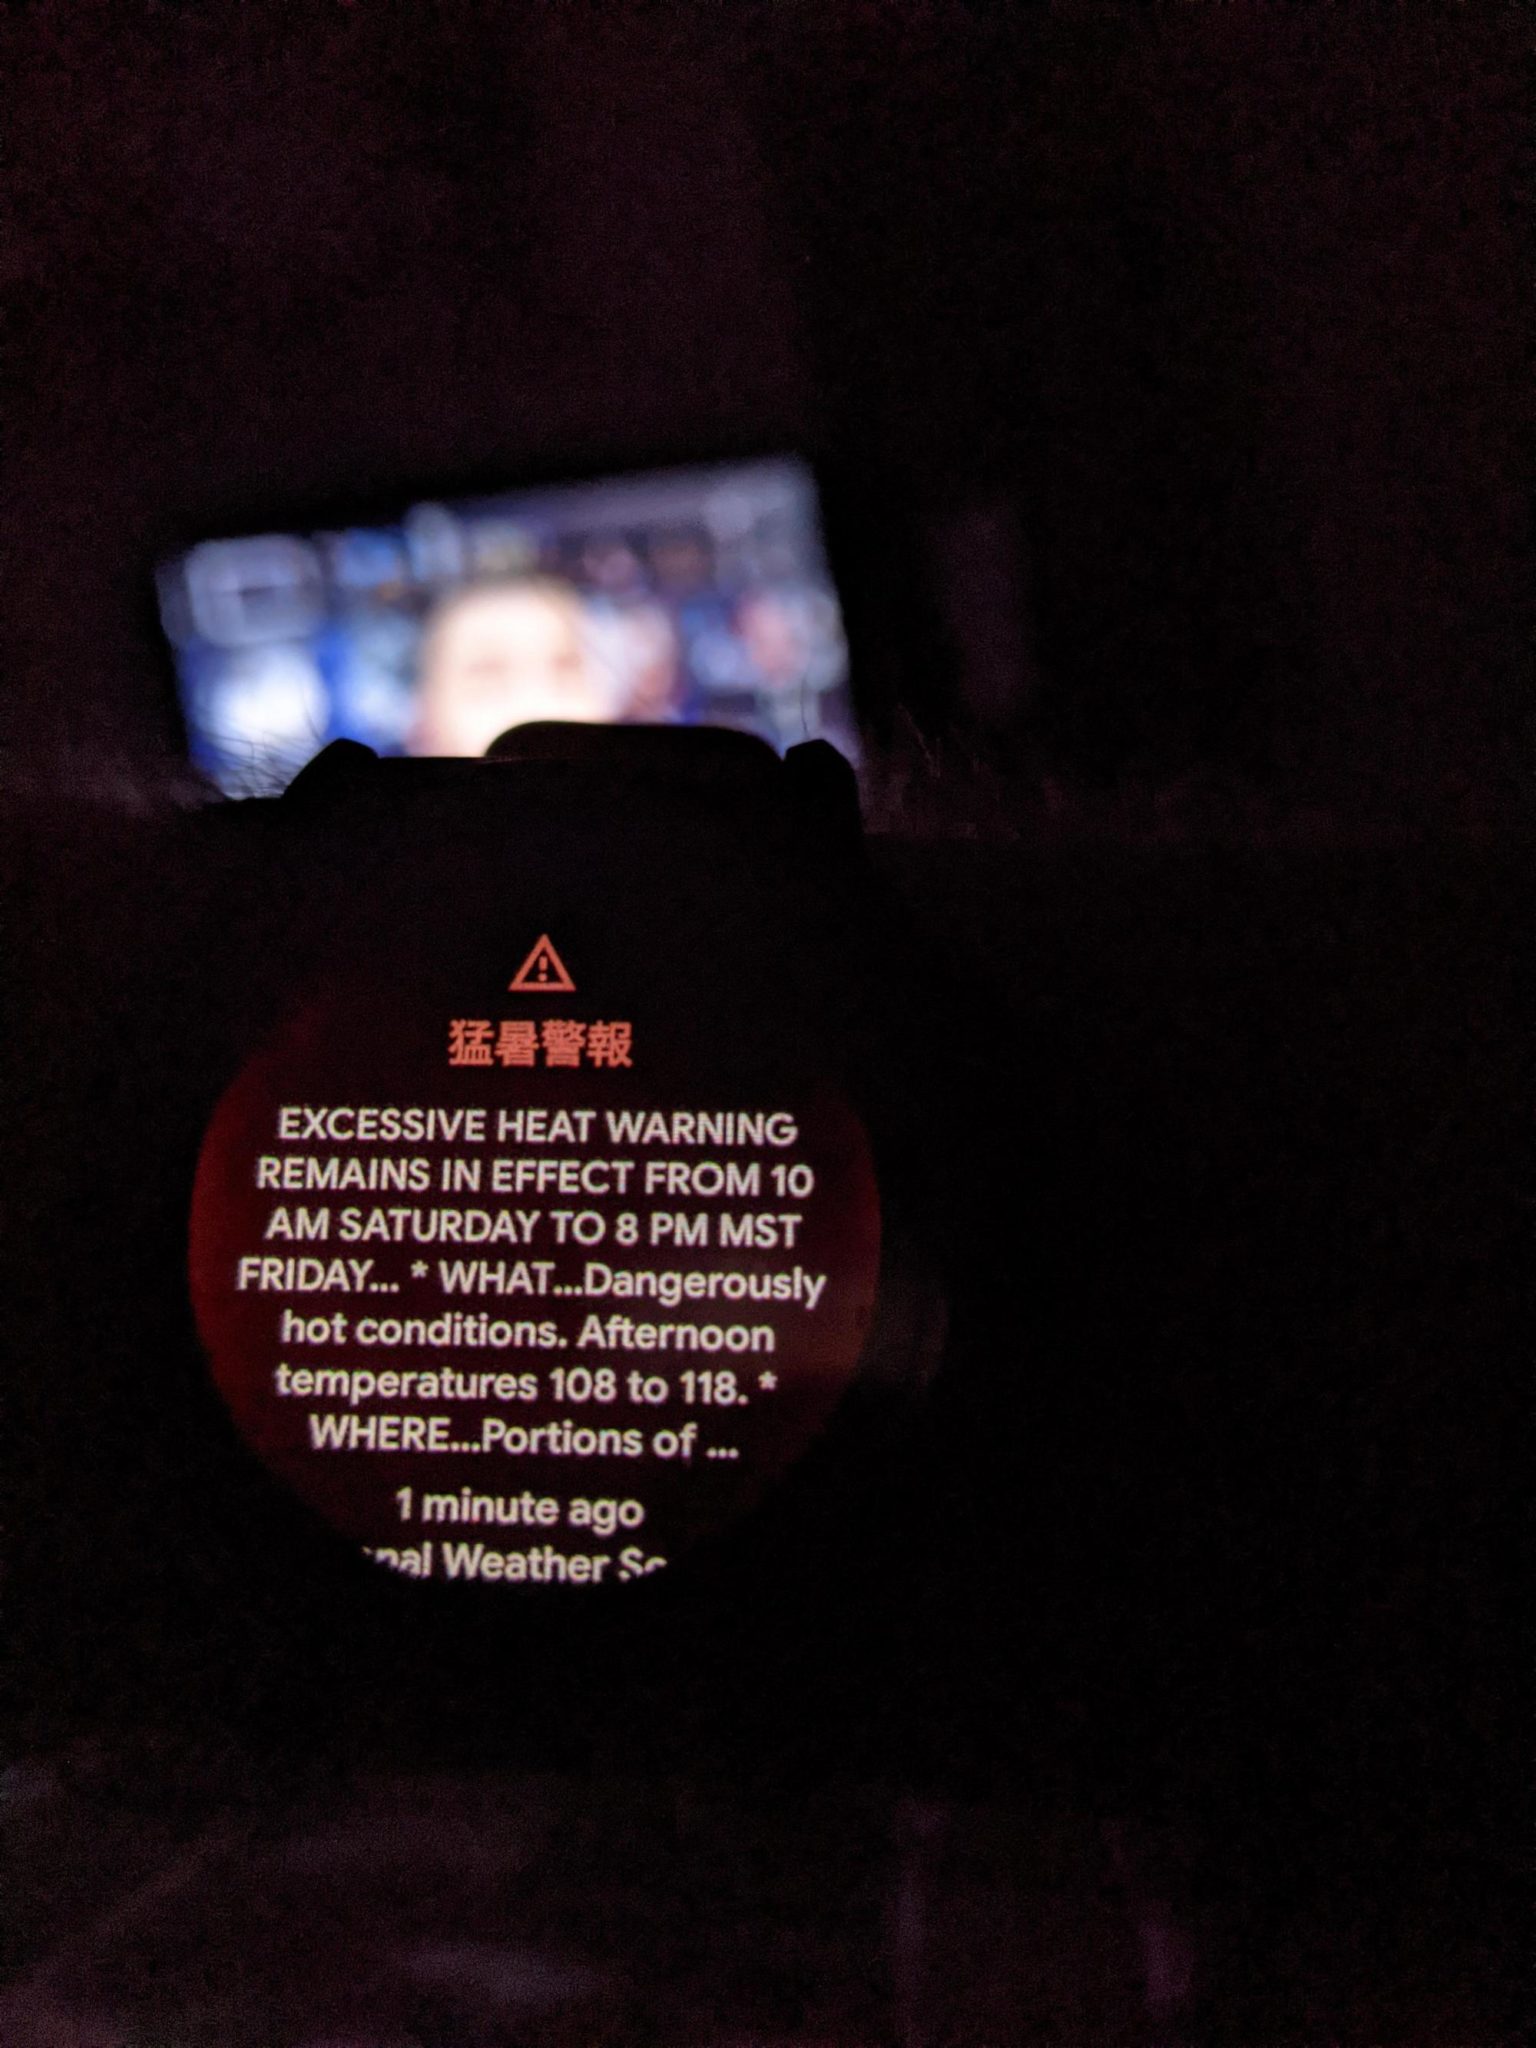 猛暑警報
EXCESSIVE HEAT WARNING
REMAINS IN EFFECT FROM 10
AM SATURDAY TO 8 PM MST
FRIDAY... * WHAT...Dangerously
hot conditions. Afternoon
temperatures 108 to 118. *
WHERE...Portions of ...
1 minute ago
Weather